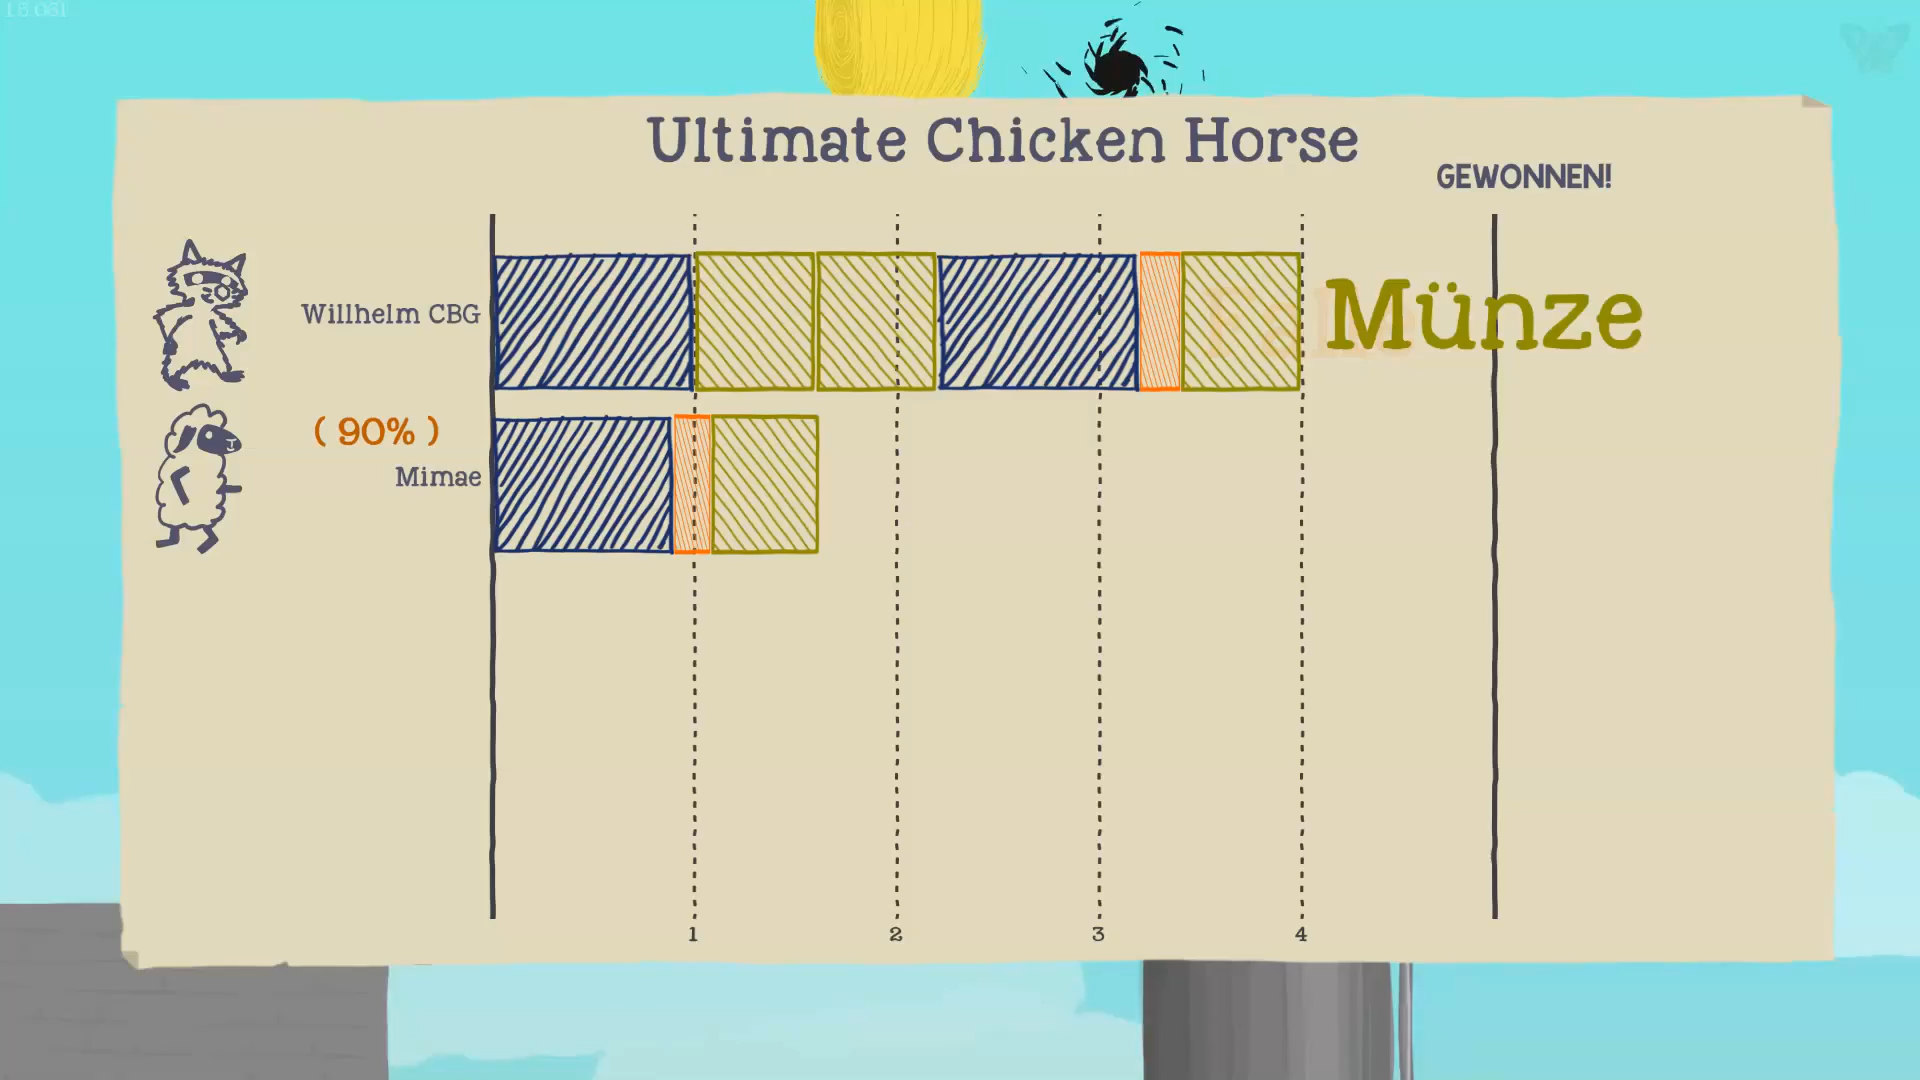 Ultimate Chicken Horse
GEWONNEN!
Willhelm CBG
Münze
( 90% )
Mimae
1 2 3 4